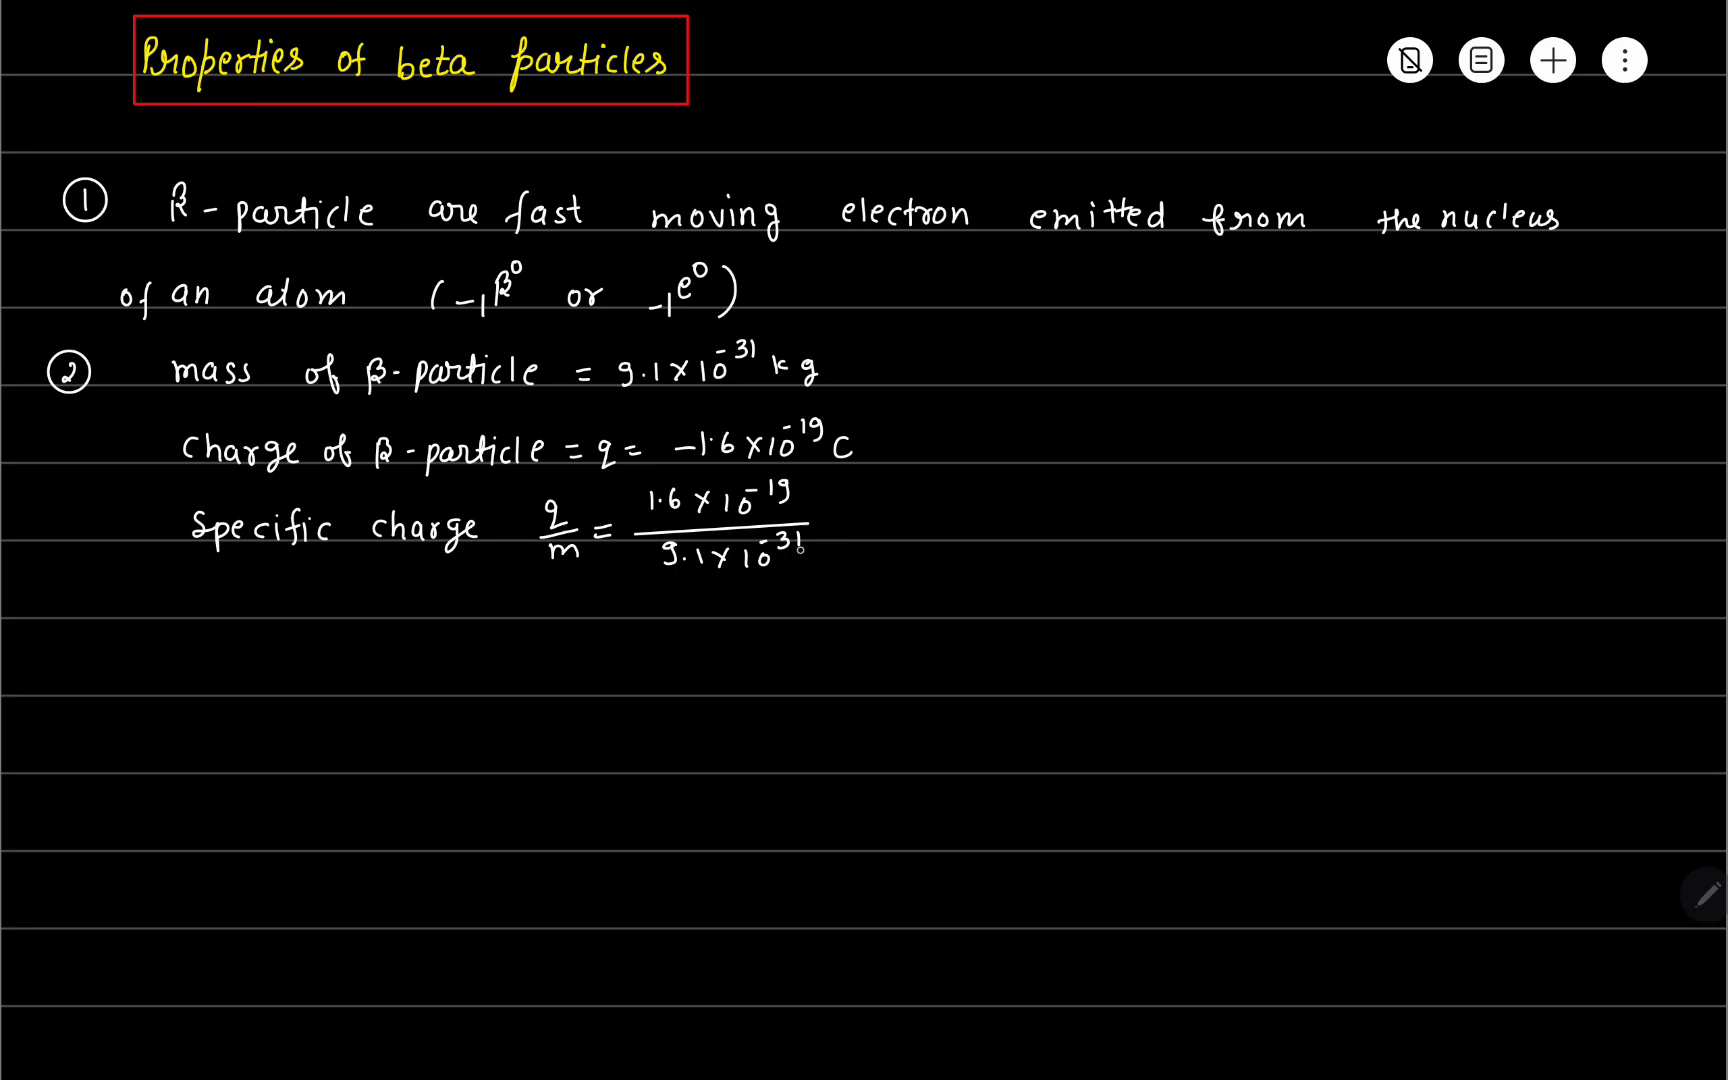 Properties of beta particles
① β-particle are fast moving electron emitted from the nucleus
of an atom (₋₁β⁰ or ₋₁e⁰)
② mass of β-particle = 9.1×10⁻³¹ kg
Charge of β-particle = q = -1.6×10⁻¹⁹ C
Specific charge q/m = 1.6×10⁻¹⁹ / 9.1×10⁻³¹